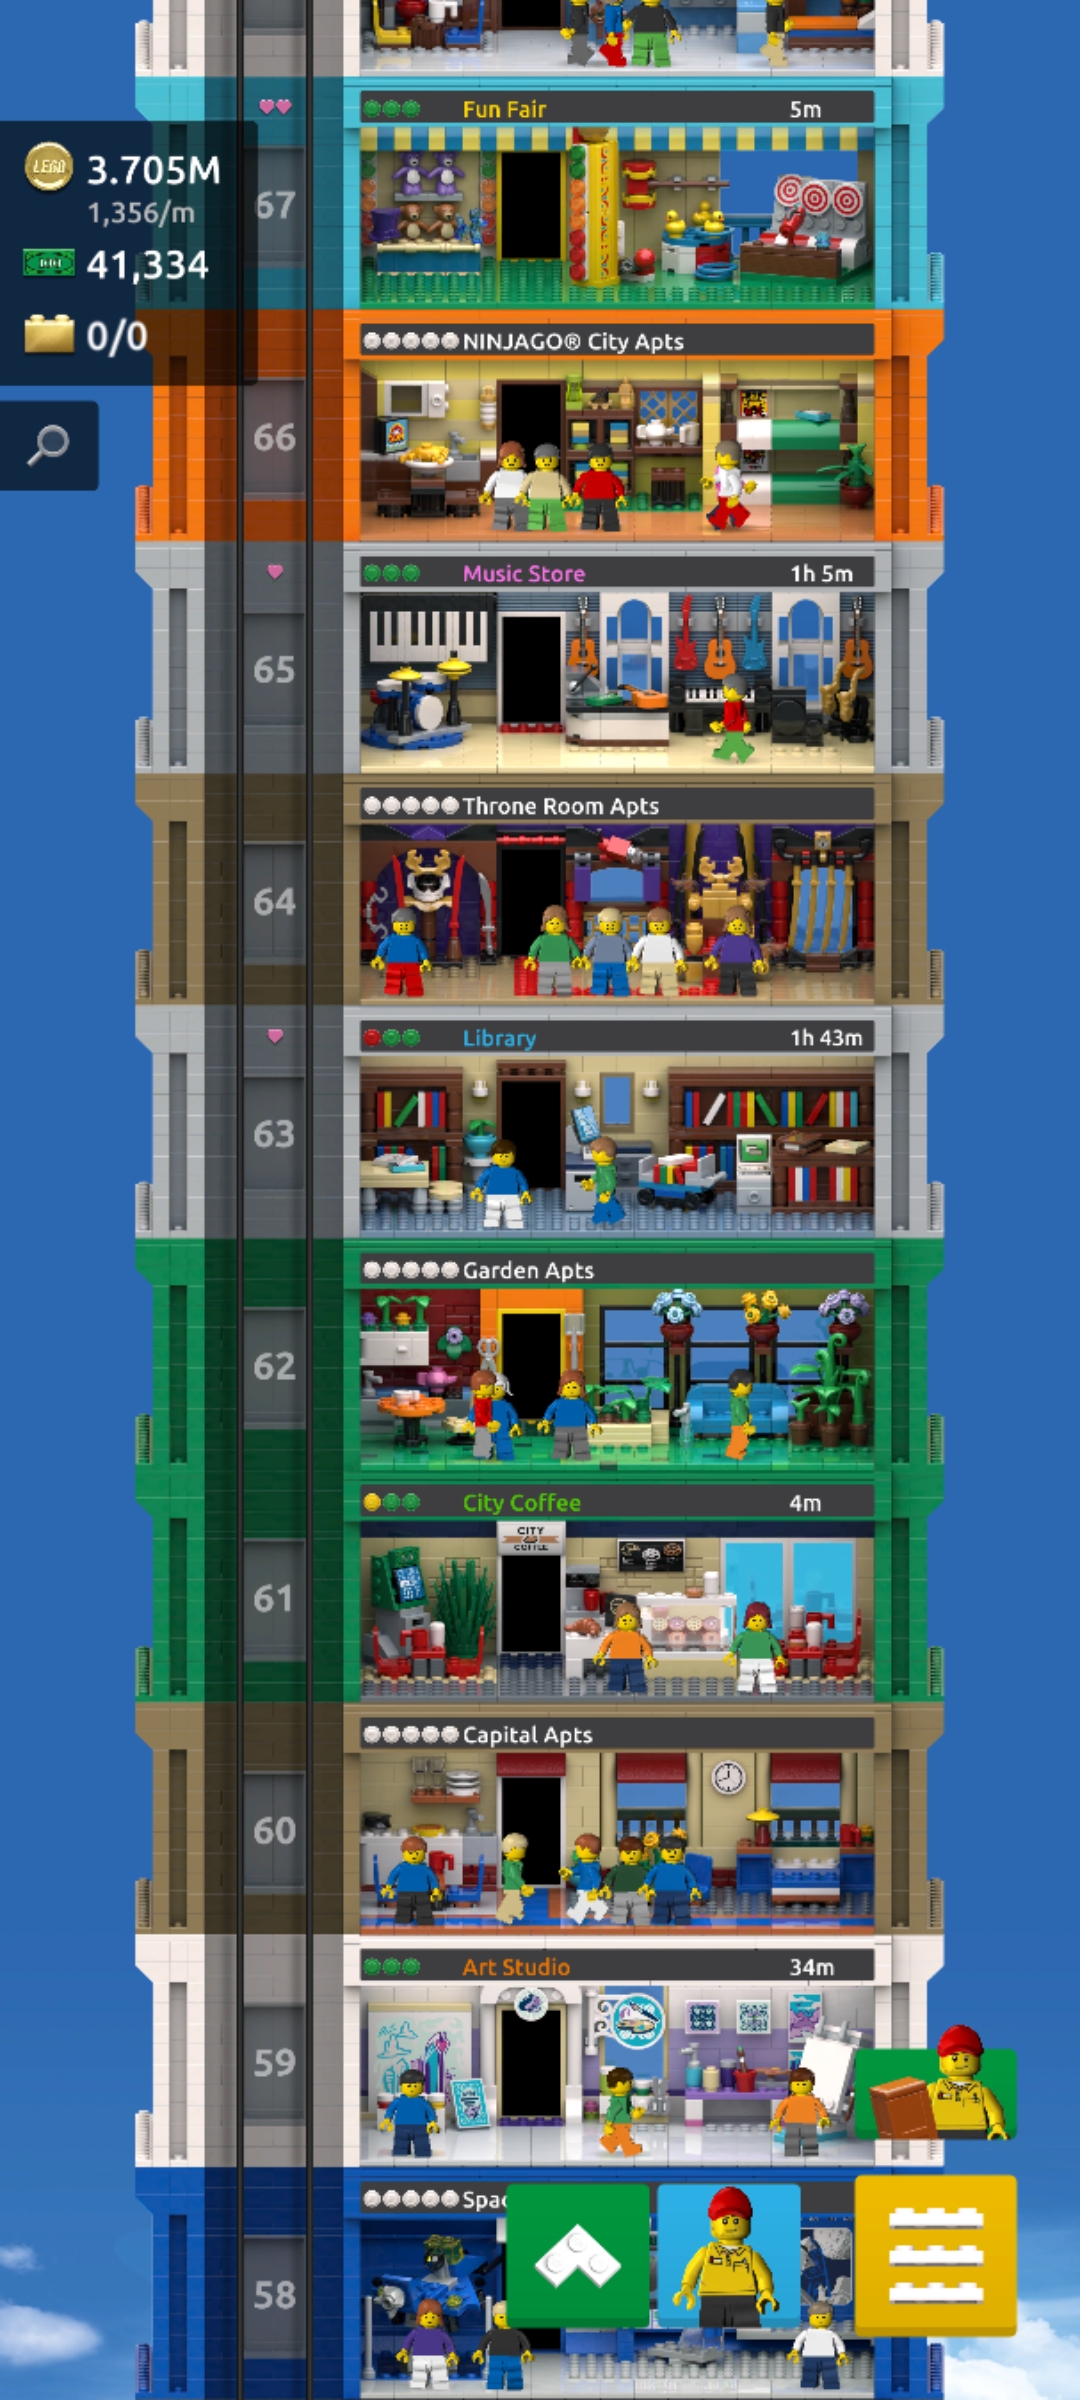 Fun Fair 5m
LEGO 3.705M
1,356/m
67
41,334
0/0
NINJAGO® City Apts
66
Music Store 1h 5m
65
Throne Room Apts
64
Library 1h 43m
63
Garden Apts
62
City Coffee 4m
CITY
COFFEE
61
Capital Apts
60
Art Studio 34m
59
Spac
58